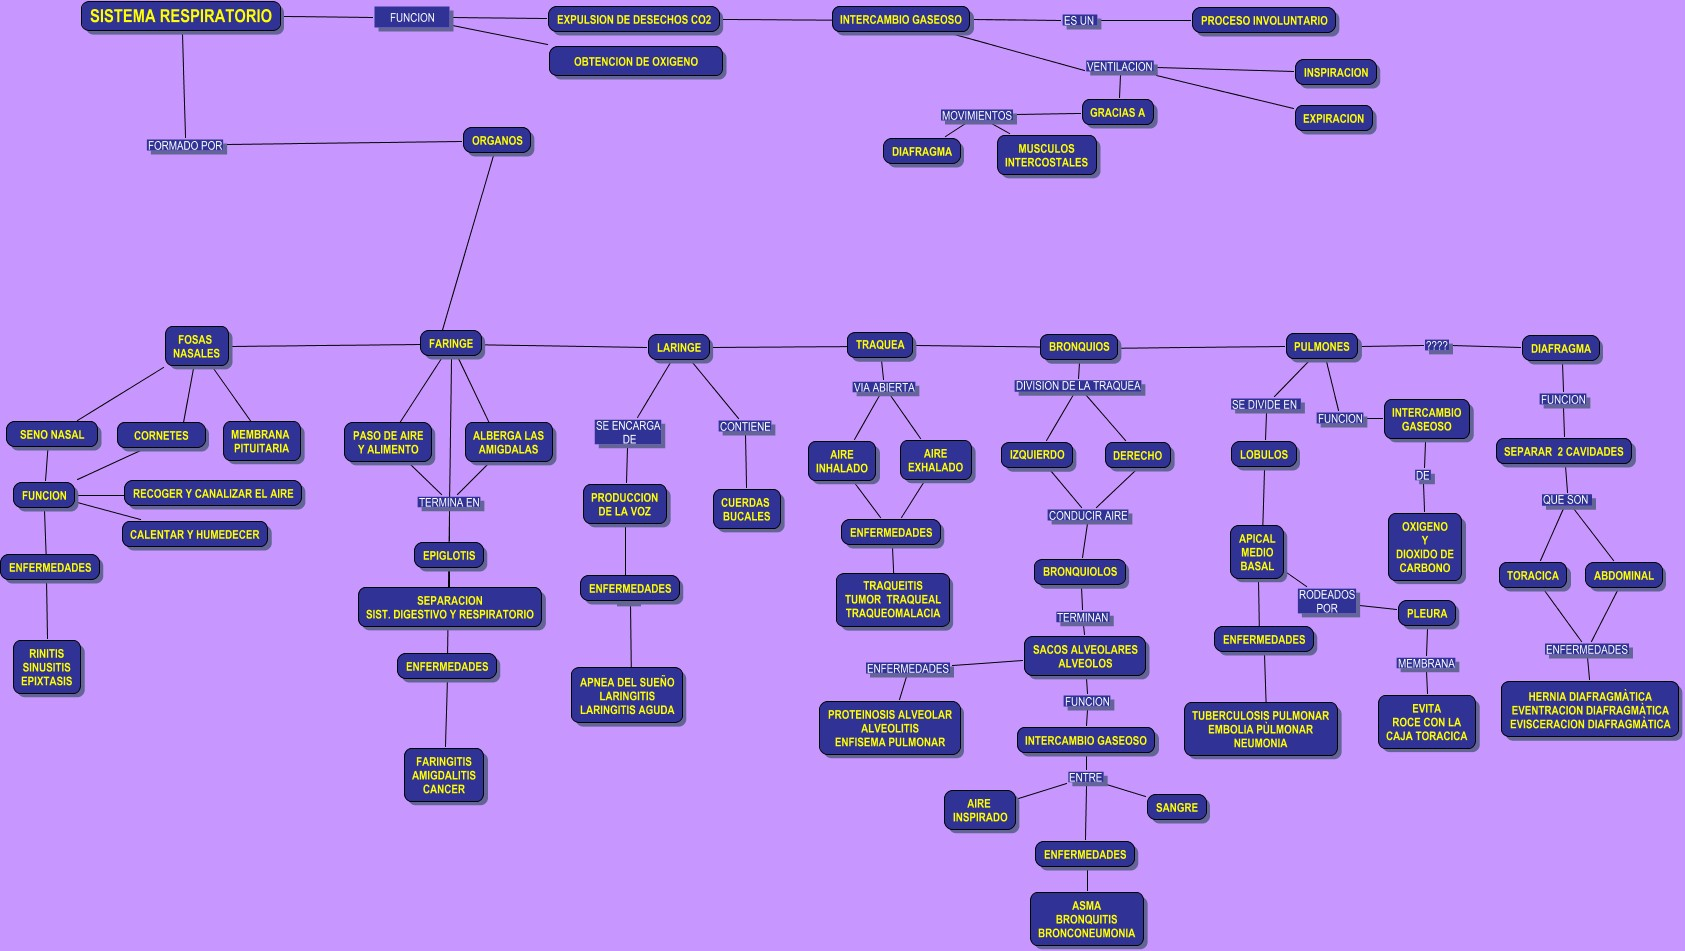 SISTEMA RESPIRATORIO
FUNCION
EXPULSION DE DESECHOS CO2
INTERCAMBIO GASEOSO
ES UN
PROCESO INVOLUNTARIO
OBTENCION DE OXIGENO
VENTILACION
INSPIRACION
EXPIRACION
GRACIAS A
MOVIMIENTOS
DIAFRAGMA
MUSCULOS
INTERCOSTALES
FORMADO POR
ORGANOS
FOSAS
NASALES
FARINGE
LARINGE
TRAQUEA
BRONQUIOS
PULMONES
????
DIAFRAGMA
SENO NASAL
CORNETES
MEMBRANA
PITUITARIA
FUNCION
RECOGER Y CANALIZAR EL AIRE
CALENTAR Y HUMEDECER
ENFERMEDADES
RINITIS
SINUSITIS
EPIXTASIS
PASO DE AIRE
Y ALIMENTO
ALBERGA LAS
AMIGDALAS
TERMINA EN
EPIGLOTIS
SEPARACION
SIST. DIGESTIVO Y RESPIRATORIO
ENFERMEDADES
FARINGITIS
AMIGDALITIS
CANCER
SE ENCARGA
DE
CONTIENE
PRODUCCION
DE LA VOZ
CUERDAS
BUCALES
ENFERMEDADES
APNEA DEL SUEÑO
LARINGITIS
LARINGITIS AGUDA
VIA ABIERTA
AIRE
INHALADO
AIRE
EXHALADO
ENFERMEDADES
TRAQUEITIS
TUMOR TRAQUEAL
TRAQUEOMALACIA
DIVISION DE LA TRAQUEA
IZQUIERDO
DERECHO
CONDUCIR AIRE
BRONQUIOLOS
TERMINAN
SACOS ALVEOLARES
ALVEOLOS
ENFERMEDADES
PROTEINOSIS ALVEOLAR
ALVEOLITIS
ENFISEMA PULMONAR
FUNCION
INTERCAMBIO GASEOSO
ENTRE
AIRE
INSPIRADO
SANGRE
ENFERMEDADES
ASMA
BRONQUITIS
BRONCONEUMONIA
SE DIVIDE EN
FUNCION
INTERCAMBIO
GASEOSO
LOBULOS
DE
OXIGENO
Y
DIOXIDO DE
CARBONO
APICAL
MEDIO
BASAL
RODEADOS
POR
PLEURA
ENFERMEDADES
MEMBRANA
TUBERCULOSIS PULMONAR
EMBOLIA PULMONAR
NEUMONIA
EVITA
ROCE CON LA
CAJA TORACICA
FUNCION
SEPARAR 2 CAVIDADES
QUE SON
TORACICA
ABDOMINAL
ENFERMEDADES
HERNIA DIAFRAGMÀTICA
EVENTRACION DIAFRAGMÀTICA
EVISCERACION DIAFRAGMÀTICA